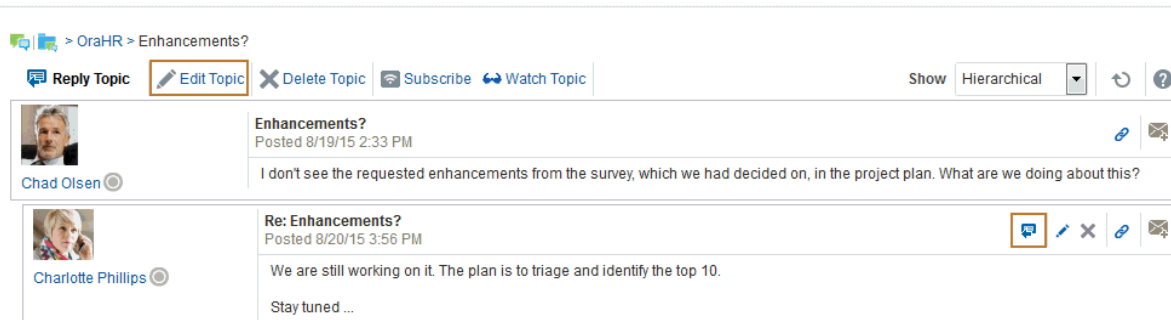 > OraHR > Enhancements?
Reply Topic Edit Topic Delete Topic Subscribe Watch Topic Show Hierarchical
Enhancements?
Posted 8/19/15 2:33 PM
I don't see the requested enhancements from the survey, which we had decided on, in the project plan. What are we doing about this?
Chad Olsen
Re: Enhancements?
Posted 8/20/15 3:56 PM
We are still working on it. The plan is to triage and identify the top 10.
Charlotte Phillips
Stay tuned ...